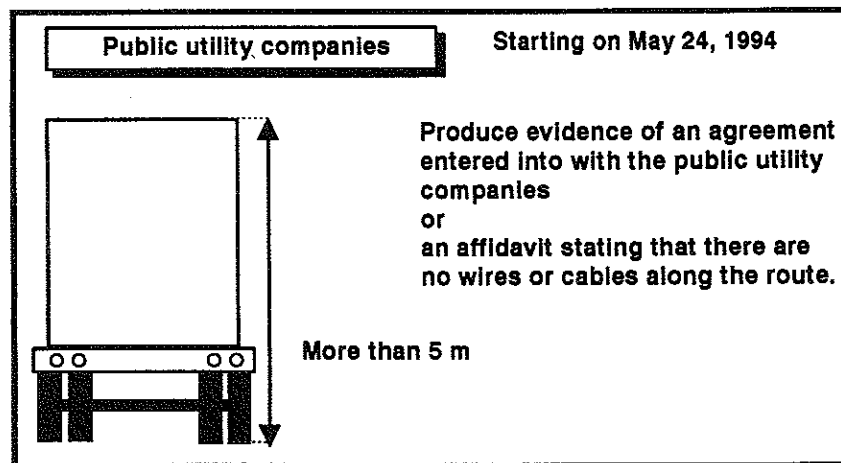 Public utility companies
Starting on May 24, 1994
Produce evidence of an agreement
entered into with the public utility
companies
or
an affidavit stating that there are
no wires or cables along the route.
More than 5 m